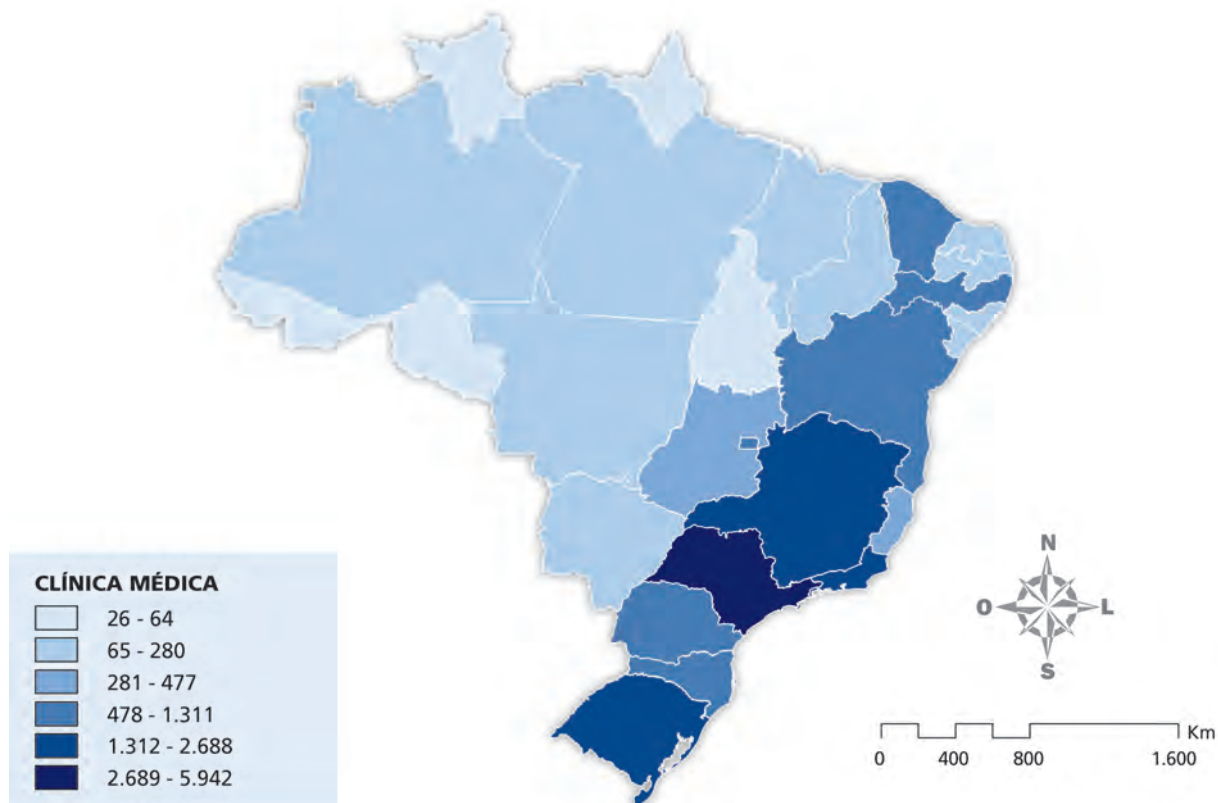 CLÍNICA MÉDICA
26 - 64
65 - 280
281 - 477
478 - 1.311
1.312 - 2.688
2.689 - 5.942
N
O L
S
Km
0 400 800 1.600